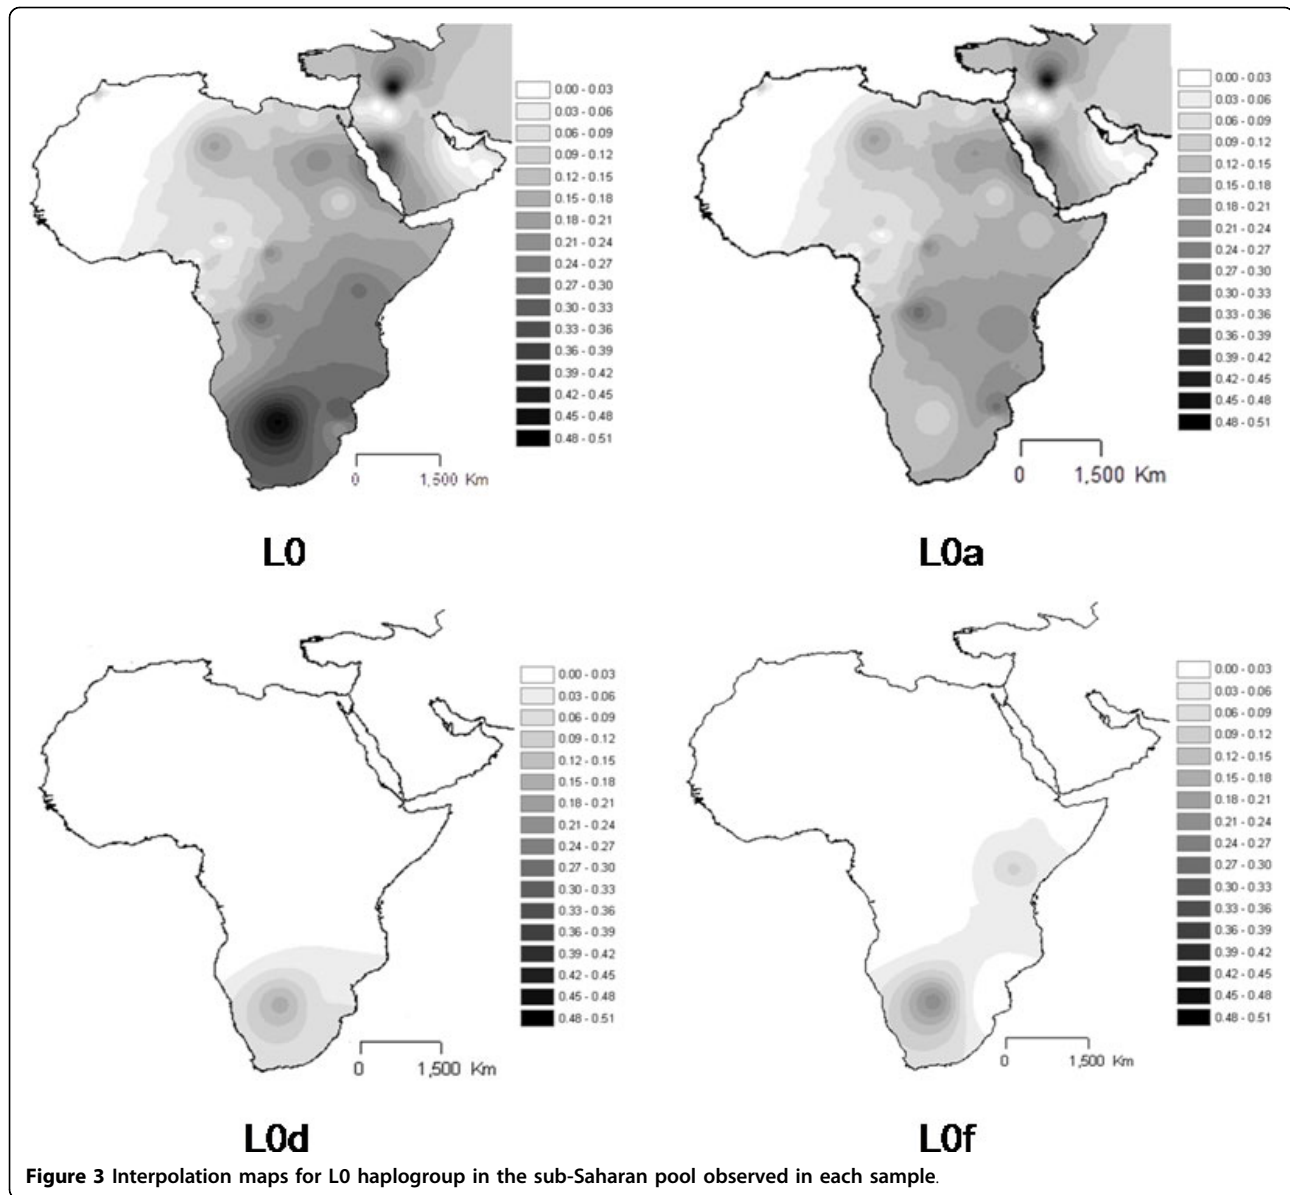 0.00 - 0.03
0.03 - 0.06
0.06 - 0.09
0.09 - 0.12
0.12 - 0.15
0.15 - 0.18
0.18 - 0.21
0.21 - 0.24
0.24 - 0.27
0.27 - 0.30
0.30 - 0.33
0.33 - 0.36
0.36 - 0.39
0.39 - 0.42
0.42 - 0.45
0.45 - 0.48
0.48 - 0.51
0 1,500 Km
L0
0.00 - 0.03
0.03 - 0.06
0.06 - 0.09
0.09 - 0.12
0.12 - 0.15
0.15 - 0.18
0.18 - 0.21
0.21 - 0.24
0.24 - 0.27
0.27 - 0.30
0.30 - 0.33
0.33 - 0.36
0.36 - 0.39
0.39 - 0.42
0.42 - 0.45
0.45 - 0.48
0.48 - 0.51
0 1,500 Km
L0a
0.00 - 0.03
0.03 - 0.06
0.06 - 0.09
0.09 - 0.12
0.12 - 0.15
0.15 - 0.18
0.18 - 0.21
0.21 - 0.24
0.24 - 0.27
0.27 - 0.30
0.30 - 0.33
0.33 - 0.36
0.36 - 0.39
0.39 - 0.42
0.42 - 0.45
0.45 - 0.48
0.48 - 0.51
0 1,500 Km
L0d
0.00 - 0.03
0.03 - 0.06
0.06 - 0.09
0.09 - 0.12
0.12 - 0.15
0.15 - 0.18
0.18 - 0.21
0.21 - 0.24
0.24 - 0.27
0.27 - 0.30
0.30 - 0.33
0.33 - 0.36
0.36 - 0.39
0.39 - 0.42
0.42 - 0.45
0.45 - 0.48
0.48 - 0.51
0 1,500 Km
L0f
Figure 3 Interpolation maps for L0 haplogroup in the sub-Saharan pool observed in each sample.